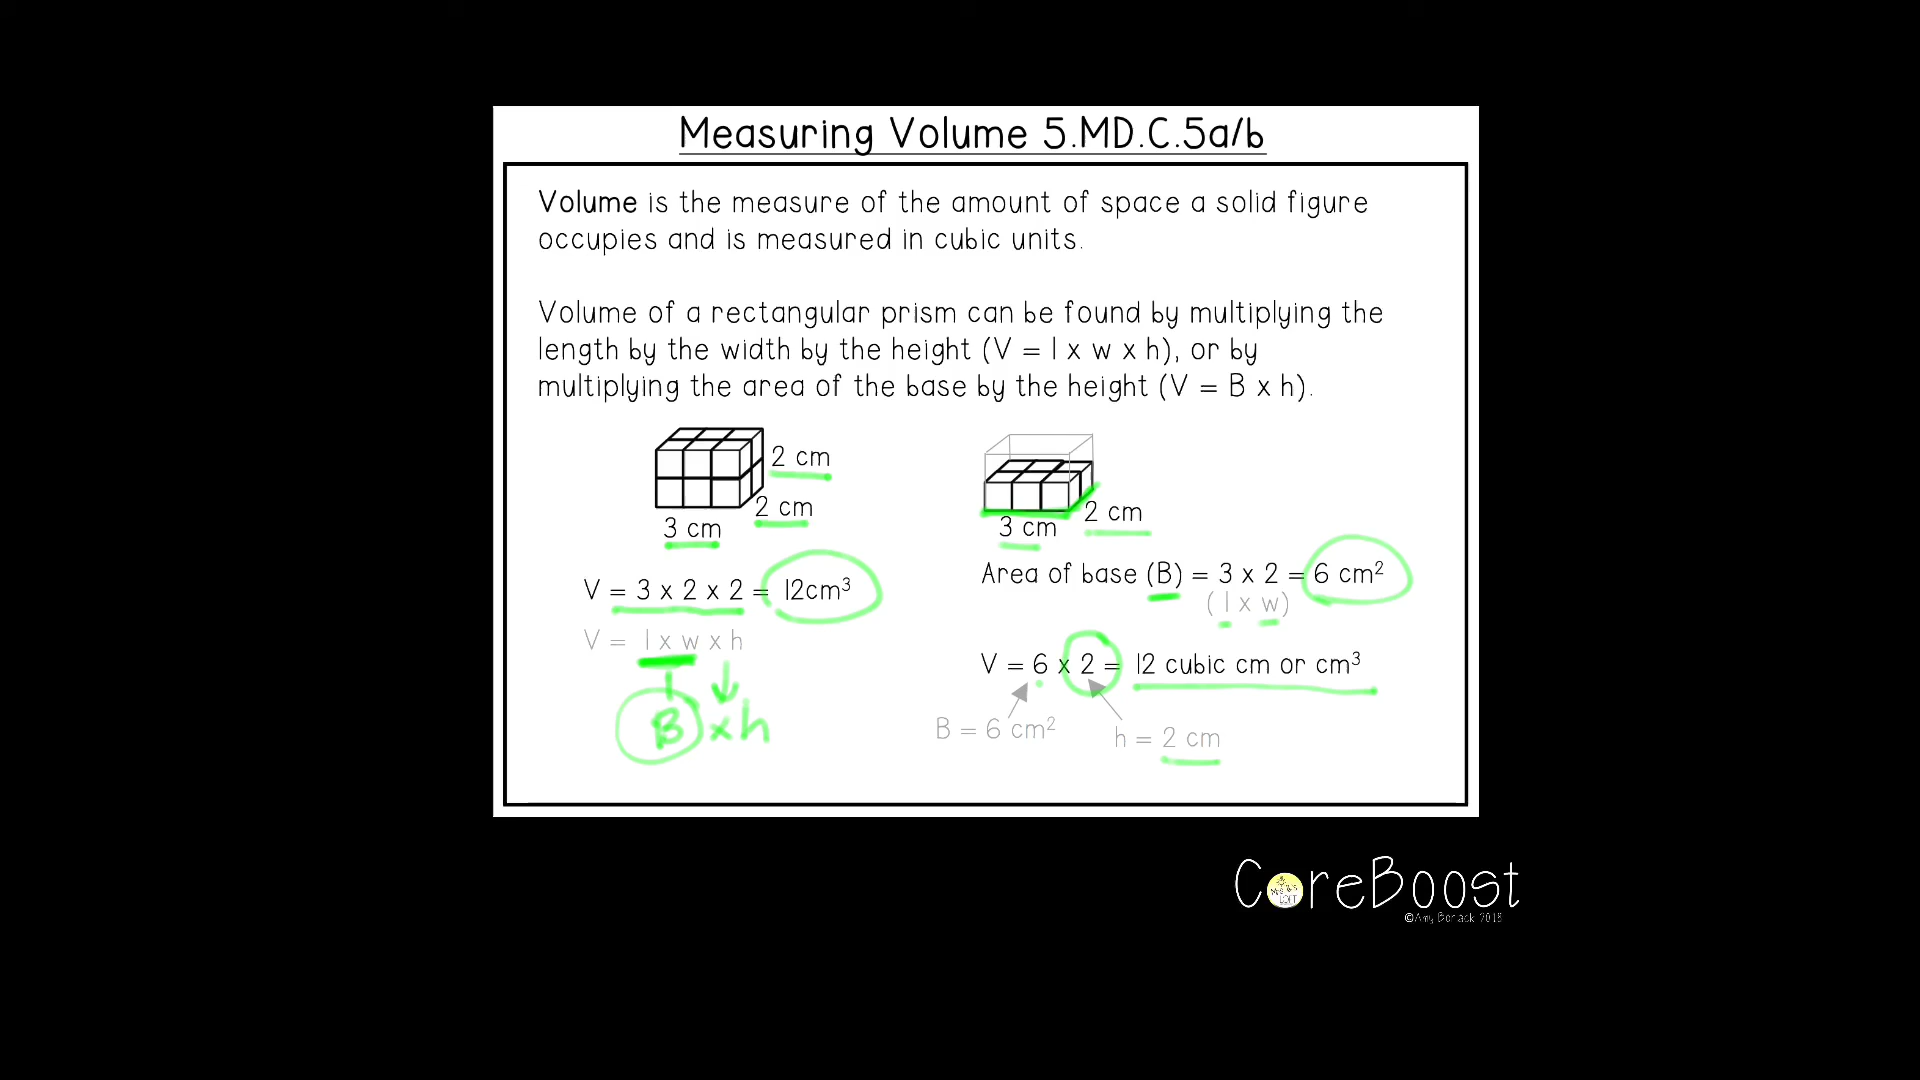 Measuring Volume 5.MD.C.5a/b
Volume is the measure of the amount of space a solid figure
occupies and is measured in cubic units.
Volume of a rectangular prism can be found by multiplying the
length by the width by the height (V = l x w x h), or by
multiplying the area of the base by the height (V = B x h).
2 cm
2 cm
3 cm
V = 3 x 2 x 2 = 12cm³
V = l x w x h
B x h
2 cm
3 cm
Area of base (B) = 3 x 2 = 6 cm²
(l x w)
V = 6 x 2 = 12 cubic cm or cm³
B = 6 cm²
h = 2 cm
CoreBoost
©Amy Borack 2018